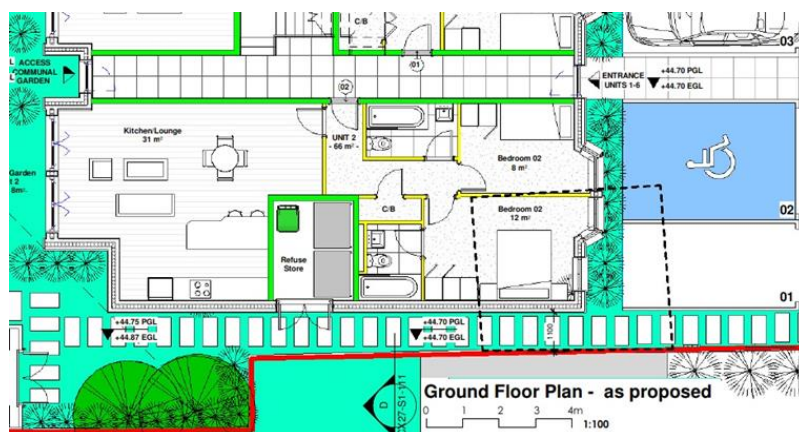 C/B
03
ACCESS
COMMUNAL
GARDEN
01
ENTRANCE
UNITS 1-6
+44.70 PGL
+44.70 EGL
02
Kitchen/Lounge
31 m²
UNIT 2
- 66 m² -
Bedroom 02
8 m²
Garden
C/B
Bedroom 02
12 m²
02
Refuse
Store
01
+44.75 PGL
+44.87 EGL
+44.70 PGL
+44.70 EGL
1100
D
CX27-S1-111
Ground Floor Plan - as proposed
0 1 2 3 4m
1:100